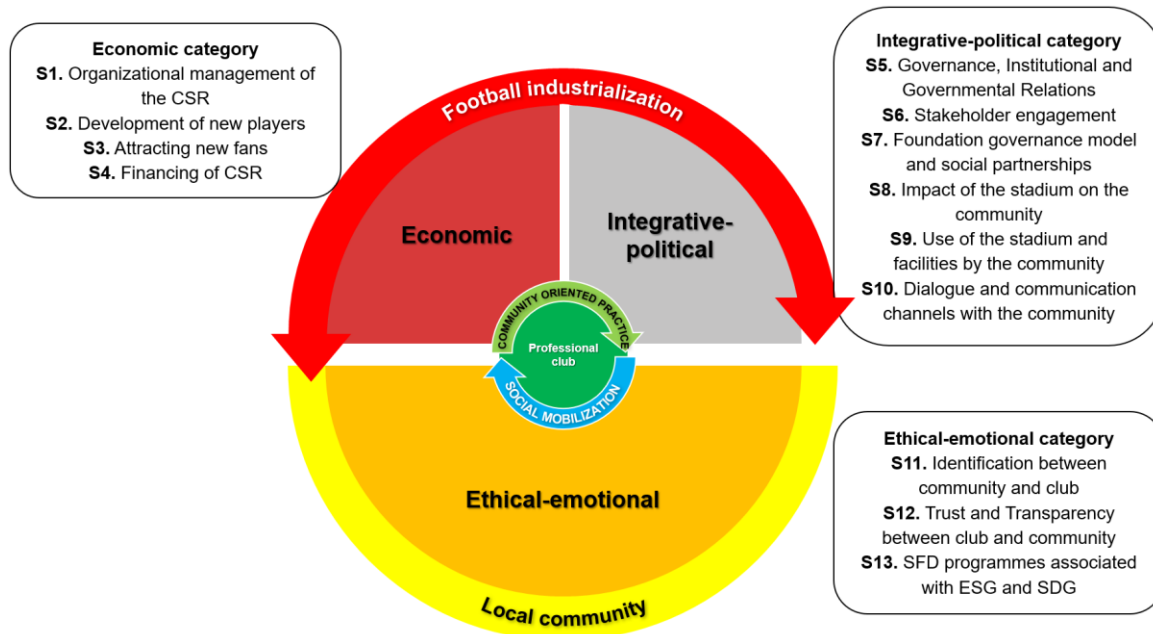 Economic category
S1. Organizational management of
the CSR
S2. Development of new players
S3. Attracting new fans
S4. Financing of CSR
Football industrialization
Integrative-political category
S5. Governance, Institutional and
Governmental Relations
S6. Stakeholder engagement
S7. Foundation governance model
and social partnerships
S8. Impact of the stadium on the
community
S9. Use of the stadium and
facilities by the community
S10. Dialogue and communication
channels with the community
Economic
Integrative-
political
COMMUNITY ORIENTED PRACTICE
Professional
club
SOCIAL MOBILIZATION
Ethical-emotional
Local community
Ethical-emotional category
S11. Identification between
community and club
S12. Trust and Transparency
between club and community
S13. SFD programmes associated
with ESG and SDG